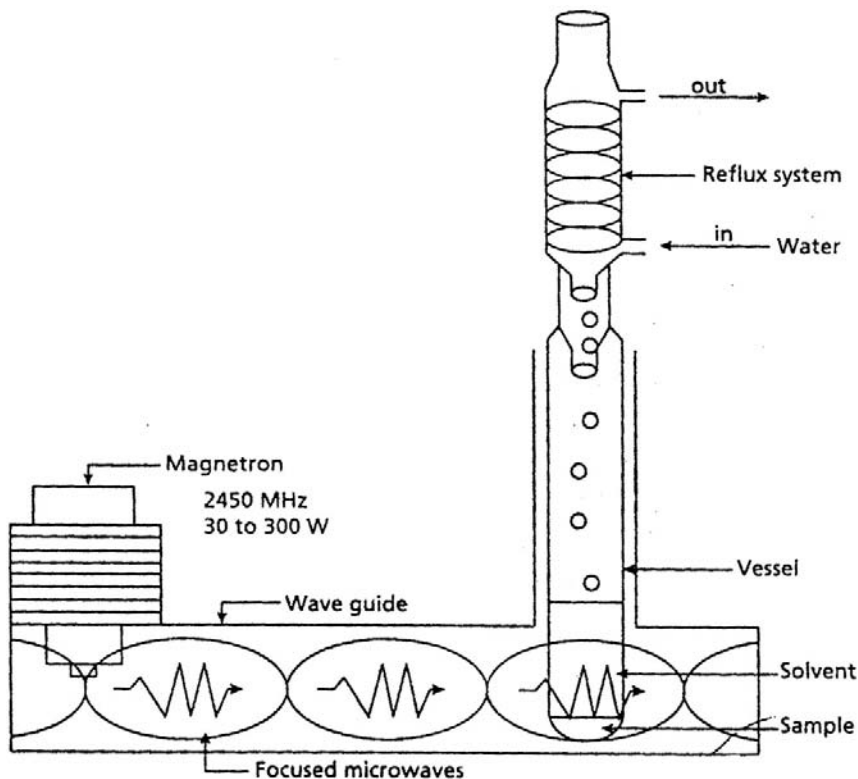 out
Reflux system
in
Water
Magnetron
2450 MHz
30 to 300 W
Vessel
Wave guide
Solvent
Sample
Focused microwaves